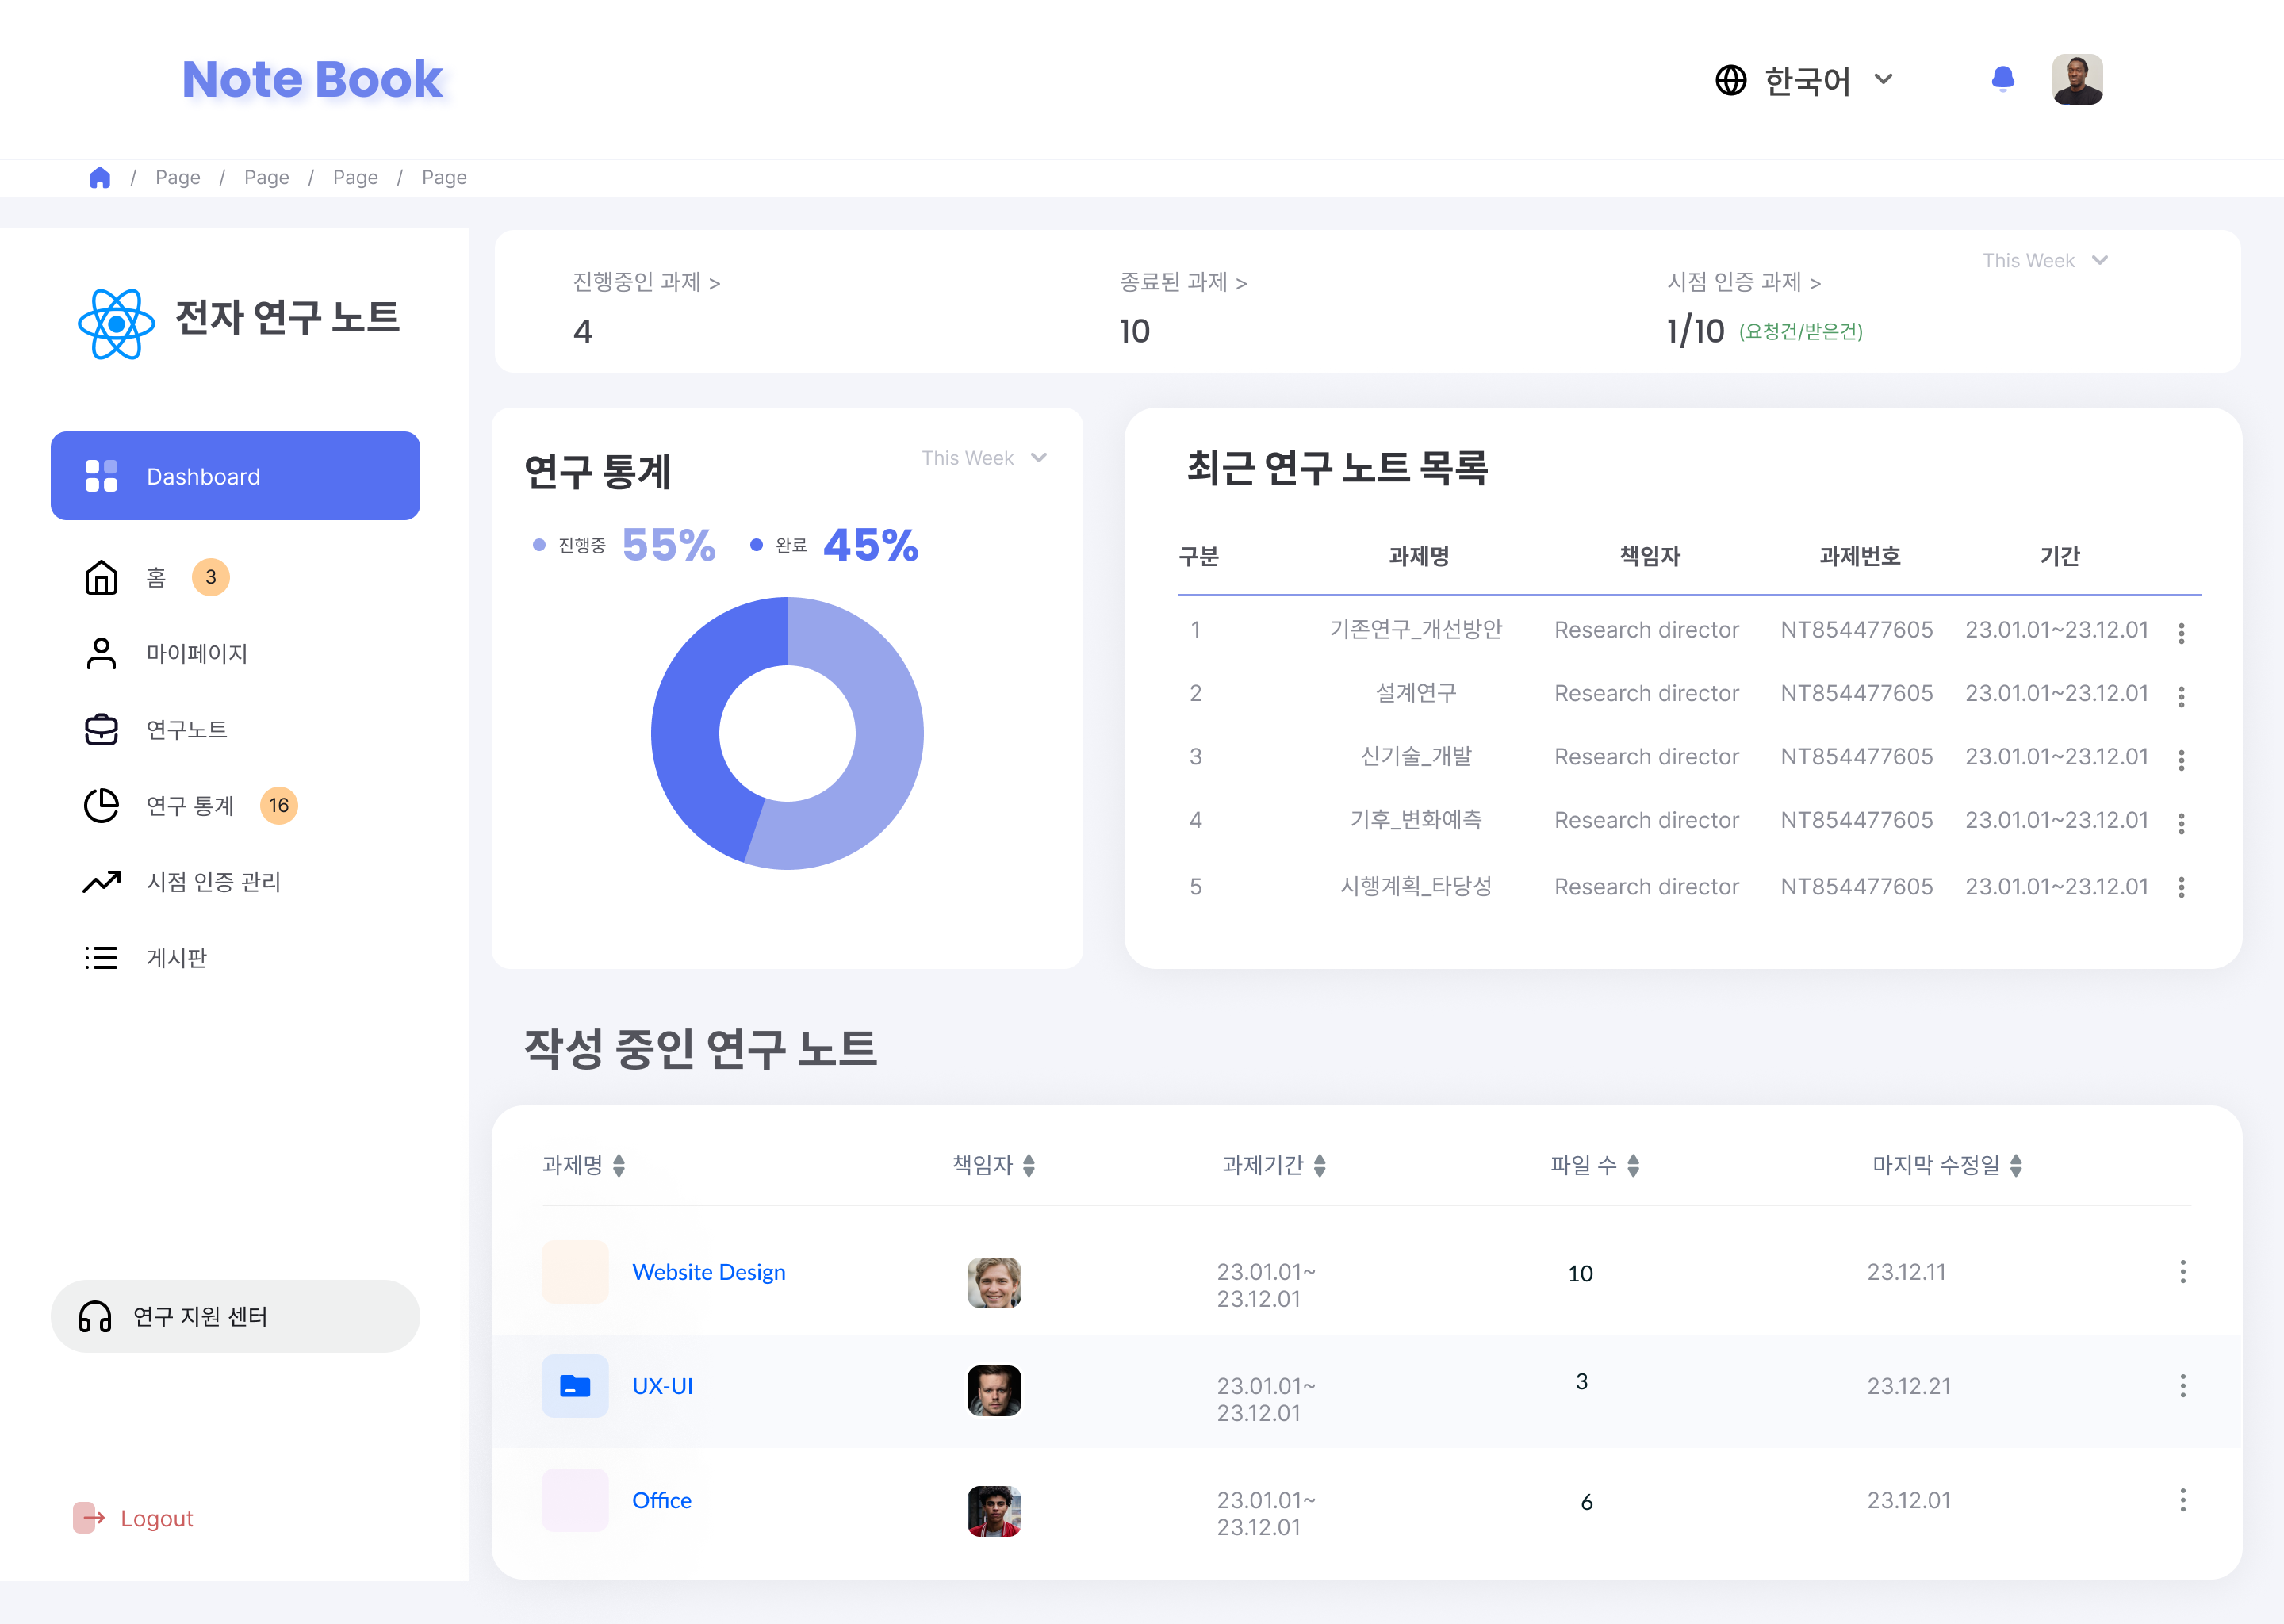 Note Book
한국어
/ Page / Page / Page / Page
전자 연구 노트
Dashboard
홈 3
마이페이지
연구노트
연구 통계 16
시점 인증 관리
게시판
연구 지원 센터
Logout
This Week
진행중인 과제 > 종료된 과제 > 시점 인증 과제 >
4 10 1/10 (요청건/받은건)
연구 통계 This Week
진행중 55% 완료 45%
최근 연구 노트 목록
구분 과제명 책임자 과제번호 기간
1 기존연구_개선방안 Research director NT854477605 23.01.01~23.12.01
2 설계연구 Research director NT854477605 23.01.01~23.12.01
3 신기술_개발 Research director NT854477605 23.01.01~23.12.01
4 기후_변화예측 Research director NT854477605 23.01.01~23.12.01
5 시행계획_타당성 Research director NT854477605 23.01.01~23.12.01
작성 중인 연구 노트
과제명 책임자 과제기간 파일 수 마지막 수정일
Website Design 23.01.01~ 10 23.12.11
23.12.01
UX-UI 23.01.01~ 3 23.12.21
23.12.01
Office 23.01.01~ 6 23.12.01
23.12.01